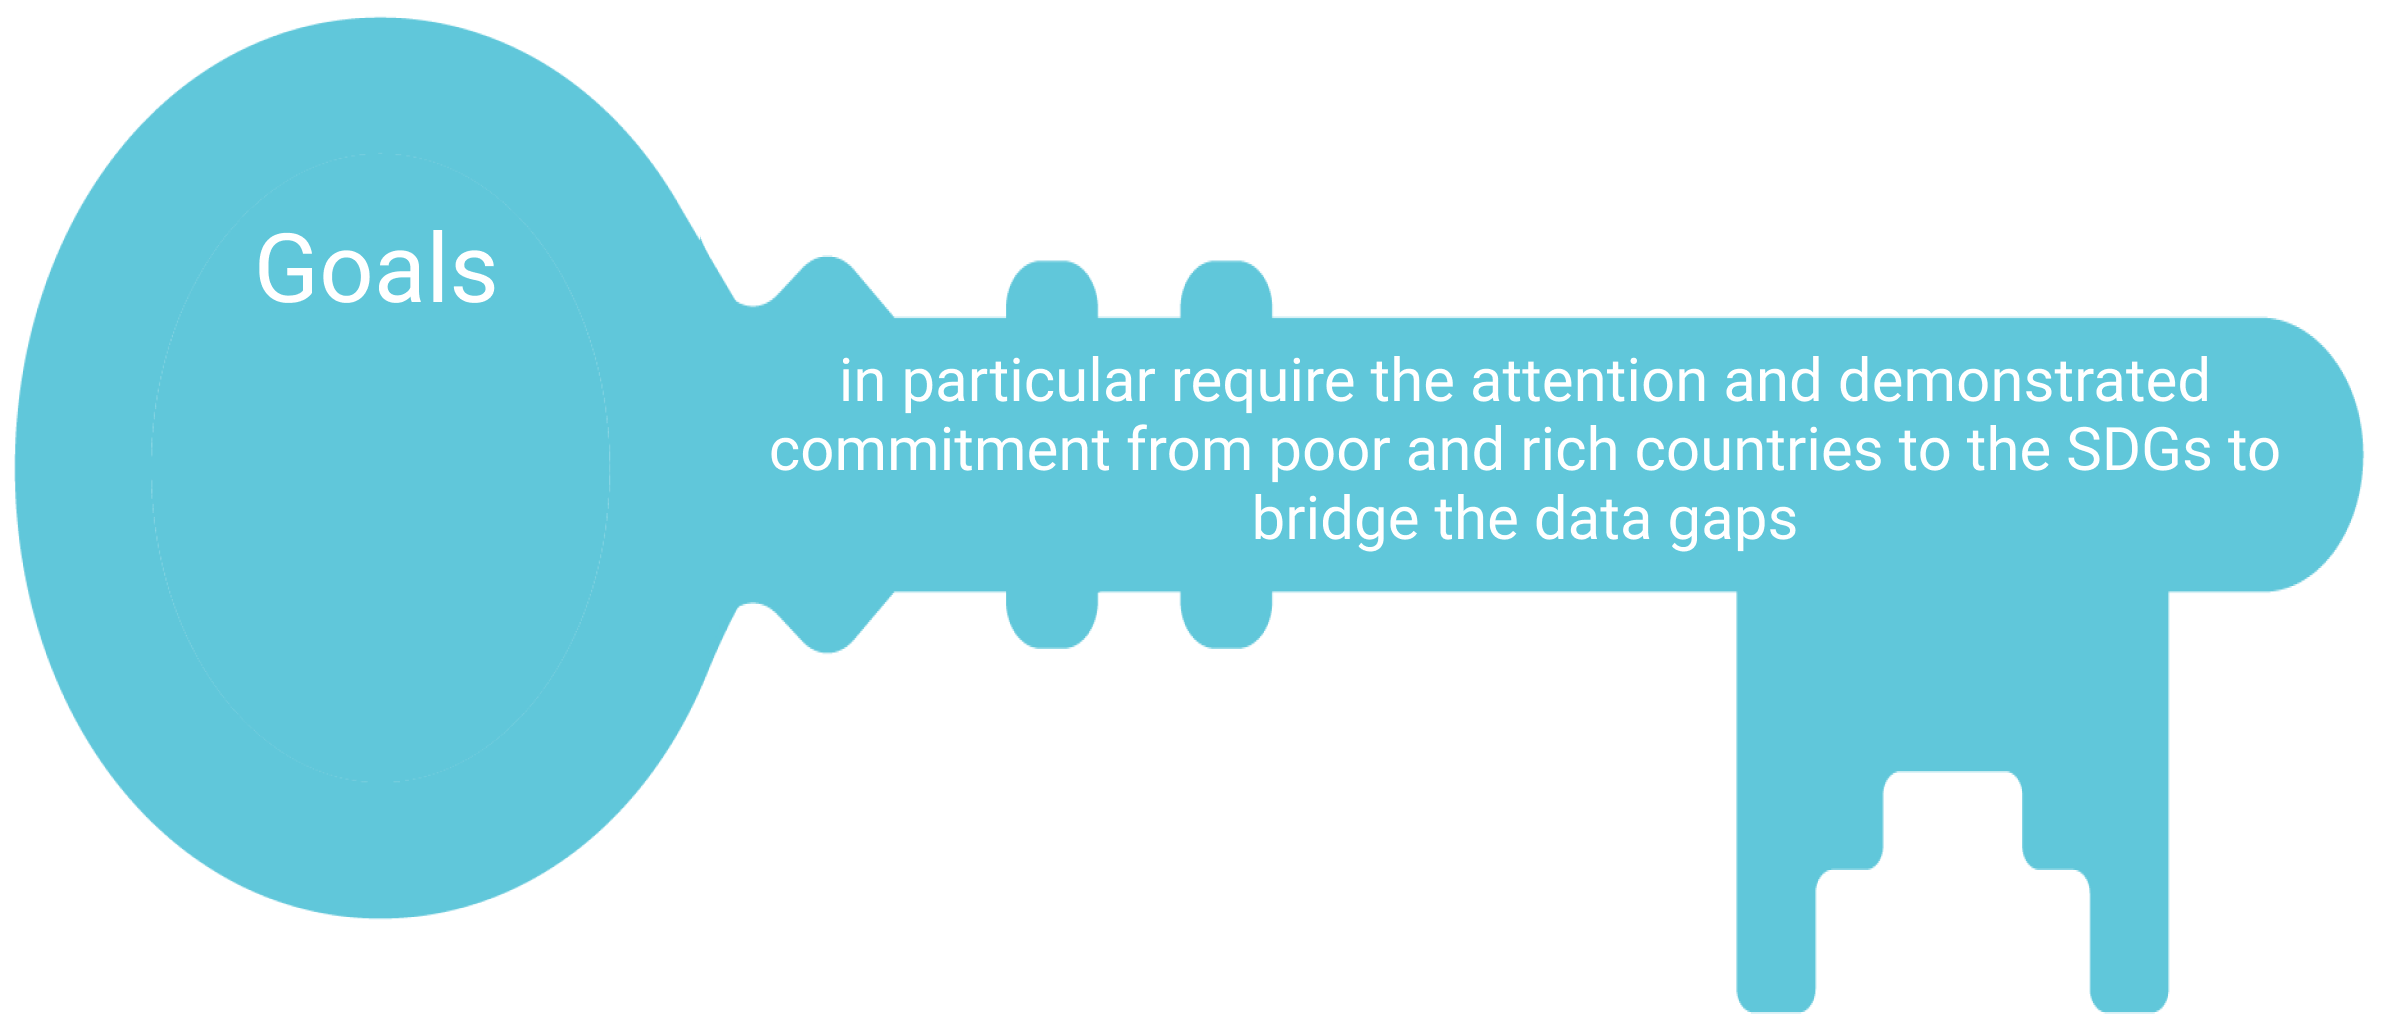 Goals
in particular require the attention and demonstrated
commitment from poor and rich countries to the SDGs to
bridge the data gaps